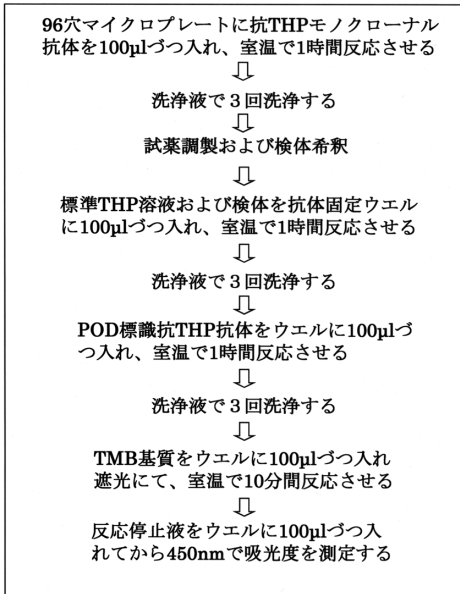 96穴マイクロプレートに抗THPモノクローナル
抗体を100µlづつ入れ、室温で1時間反応させる
⇩
洗浄液で３回洗浄する
⇩
試薬調製および検体希釈
⇩
標準THP溶液および検体を抗体固定ウエル
に100µlづつ入れ、室温で1時間反応させる
⇩
洗浄液で３回洗浄する
⇩
POD標識抗THP抗体をウエルに100µlづ
つ入れ、室温で1時間反応させる
⇩
洗浄液で３回洗浄する
⇩
TMB基質をウエルに100µlづつ入れ
遮光にて、室温で10分間反応させる
⇩
反応停止液をウエルに100µlづつ入
れてから450nmで吸光度を測定する